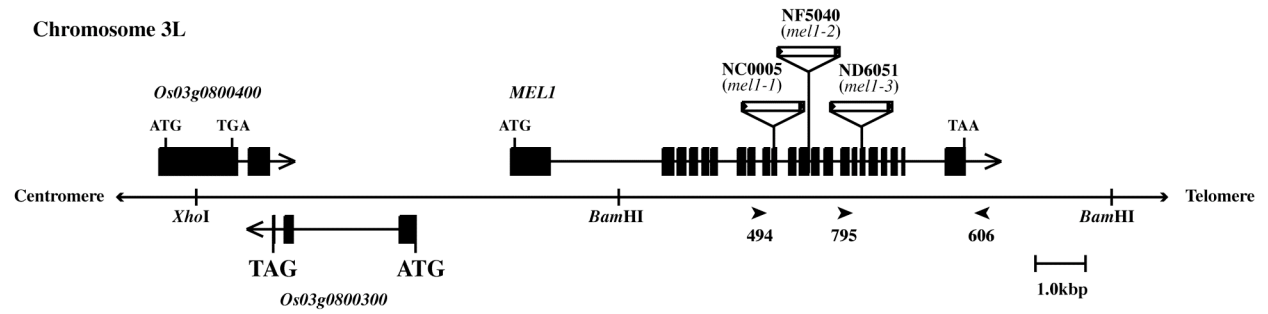 Chromosome 3L
NF5040
(mel1-2)
NC0005
(mel1-1)
ND6051
(mel1-3)
Os03g0800400
MEL1
ATG TGA ATG TAA
Centromere Telomere
XhoI BamHI BamHI
494 795 606
TAG ATG
1.0kbp
Os03g0800300